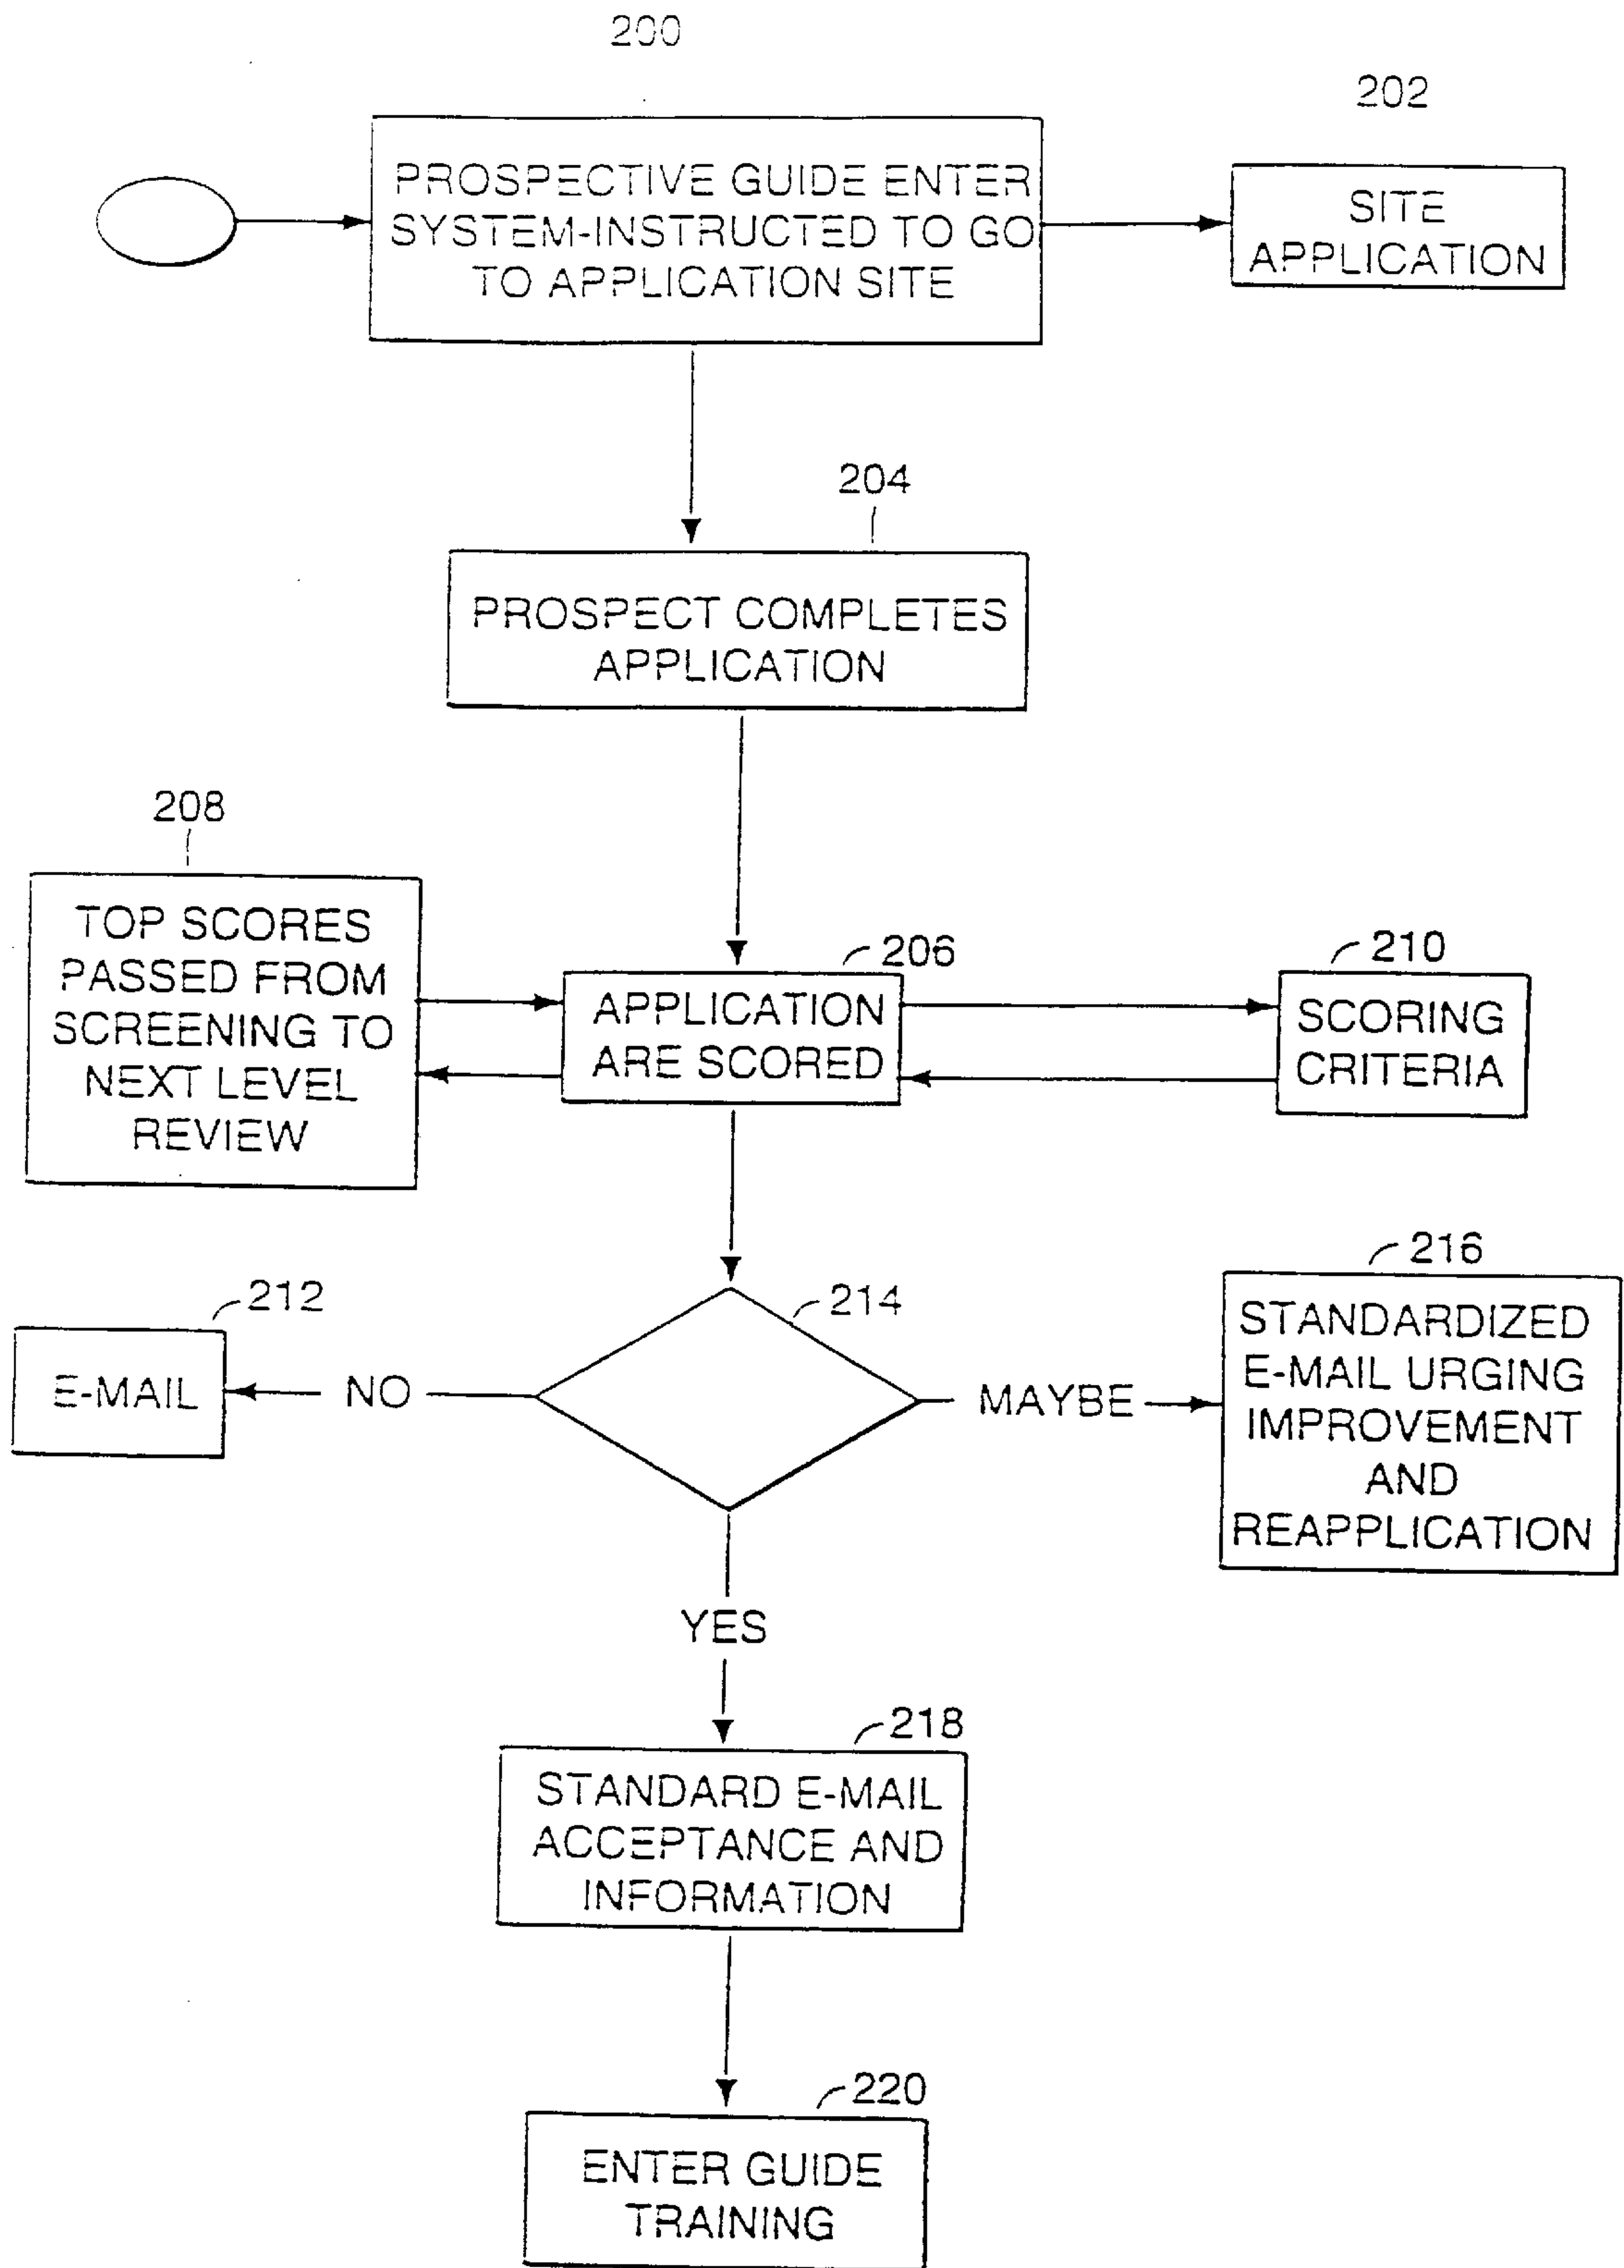 200
202
PROSPECTIVE GUIDE ENTER
SYSTEM-INSTRUCTED TO GO
TO APPLICATION SITE
SITE
APPLICATION
204
PROSPECT COMPLETES
APPLICATION
208
TOP SCORES
PASSED FROM
SCREENING TO
NEXT LEVEL
REVIEW
206
APPLICATION
ARE SCORED
210
SCORING
CRITERIA
212
E-MAIL
NO
214
MAYBE
216
STANDARDIZED
E-MAIL URGING
IMPROVEMENT
AND
REAPPLICATION
YES
218
STANDARD E-MAIL
ACCEPTANCE AND
INFORMATION
220
ENTER GUIDE
TRAINING